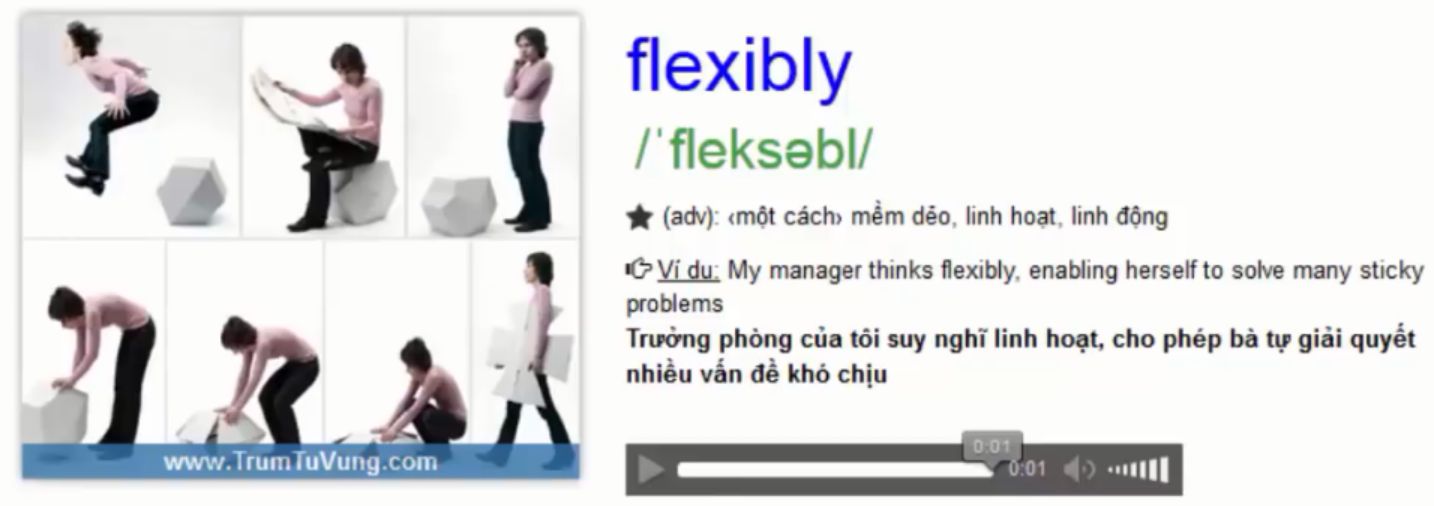 flexibly
/ˈfleksəbl/
★ (adv): ‹một cách› mềm dẻo, linh hoạt, linh động
Ví dụ: My manager thinks flexibly, enabling herself to solve many sticky
problems
Trưởng phòng của tôi suy nghĩ linh hoạt, cho phép bà tự giải quyết
nhiều vấn đề khó chịu
0:01
0:01
www.TrumTuVung.com